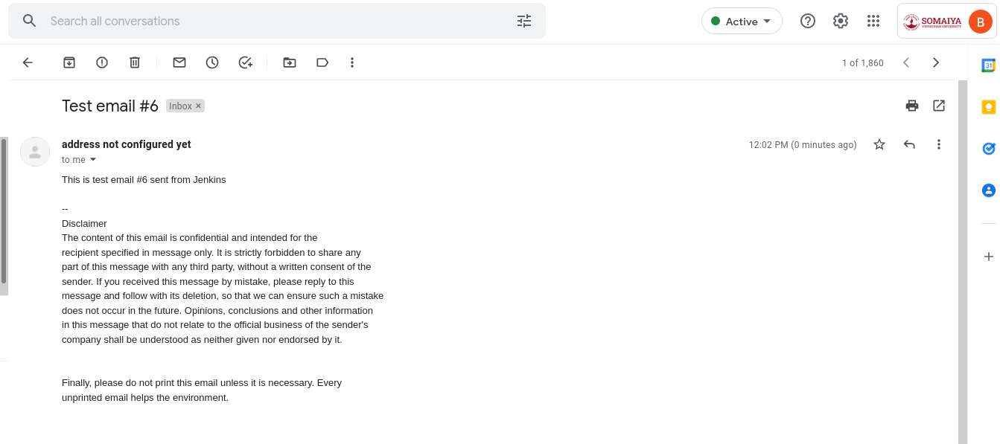 Search all conversations
Active
SOMAIYA
VIDYAVIHAR UNIVERSITY
B
1 of 1,860
31
Test email #6
Inbox ×
address not configured yet
12:02 PM (0 minutes ago)
to me
This is test email #6 sent from Jenkins
--
Disclaimer
The content of this email is confidential and intended for the
recipient specified in message only. It is strictly forbidden to share any
part of this message with any third party, without a written consent of the
sender. If you received this message by mistake, please reply to this
message and follow with its deletion, so that we can ensure such a mistake
does not occur in the future. Opinions, conclusions and other information
in this message that do not relate to the official business of the sender's
company shall be understood as neither given nor endorsed by it.
Finally, please do not print this email unless it is necessary. Every
unprinted email helps the environment.